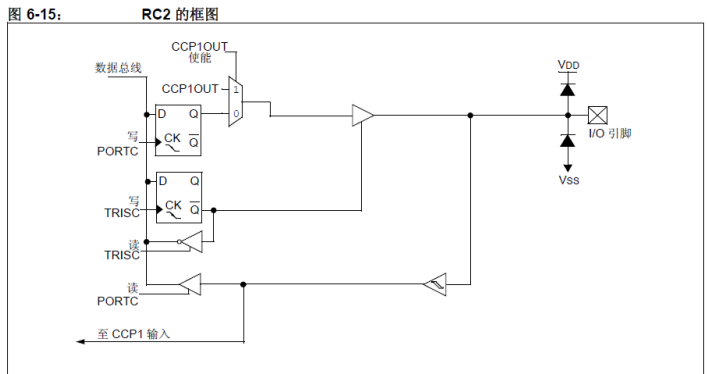 图 6-15： RC2 的框图
CCP1OUT
使能
数据总线
VDD
CCP1OUT
1
0
D Q
CK Q
写
PORTC
I/O 引脚
VSS
D Q
CK Q
写
TRISC
读
TRISC
读
PORTC
至 CCP1 输入